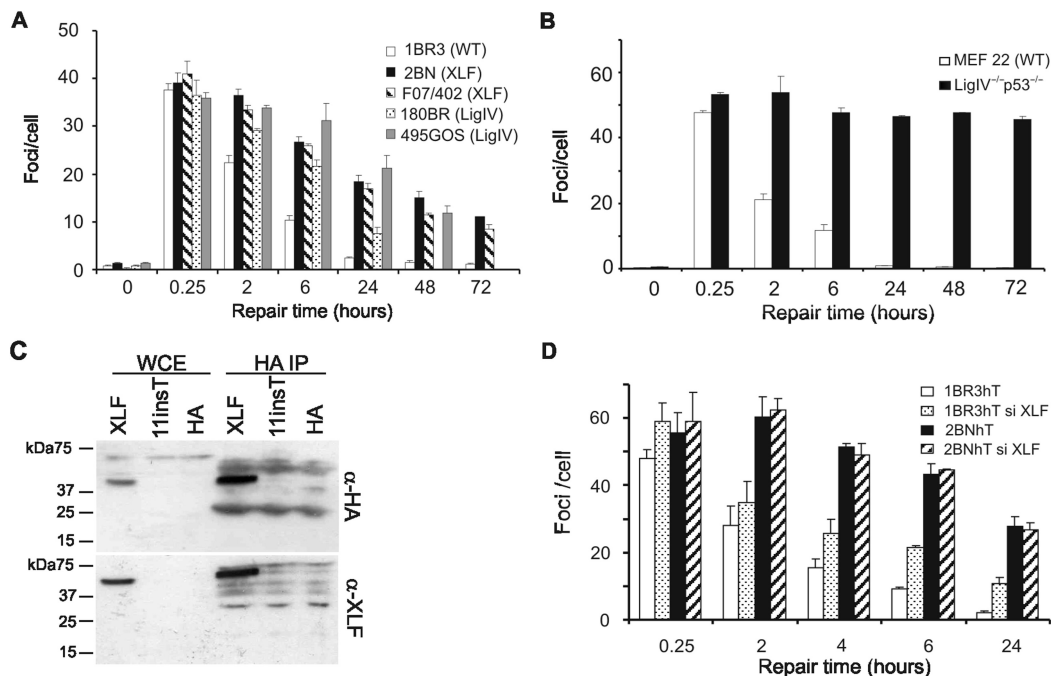 A
50
40
30
20
10
0
Foci/cell
1BR3 (WT)
2BN (XLF)
F07/402 (XLF)
180BR (LigIV)
495GOS (LigIV)
0 0.25 2 6 24 48 72
Repair time (hours)
B
60
40
20
0
Foci/cell
MEF 22 (WT)
LigIV⁻/⁻p53⁻/⁻
0 0.25 2 6 24 48 72
Repair time (hours)
C
WCE HA IP
XLF 11insT HA XLF 11insT HA
kDa75
37
25
15
α-HA
kDa75
37
25
15
α-XLF
D
60
40
20
0
Foci /cell
1BR3hT
1BR3hT si XLF
2BNhT
2BNhT si XLF
0.25 2 4 6 24
Repair time (hours)